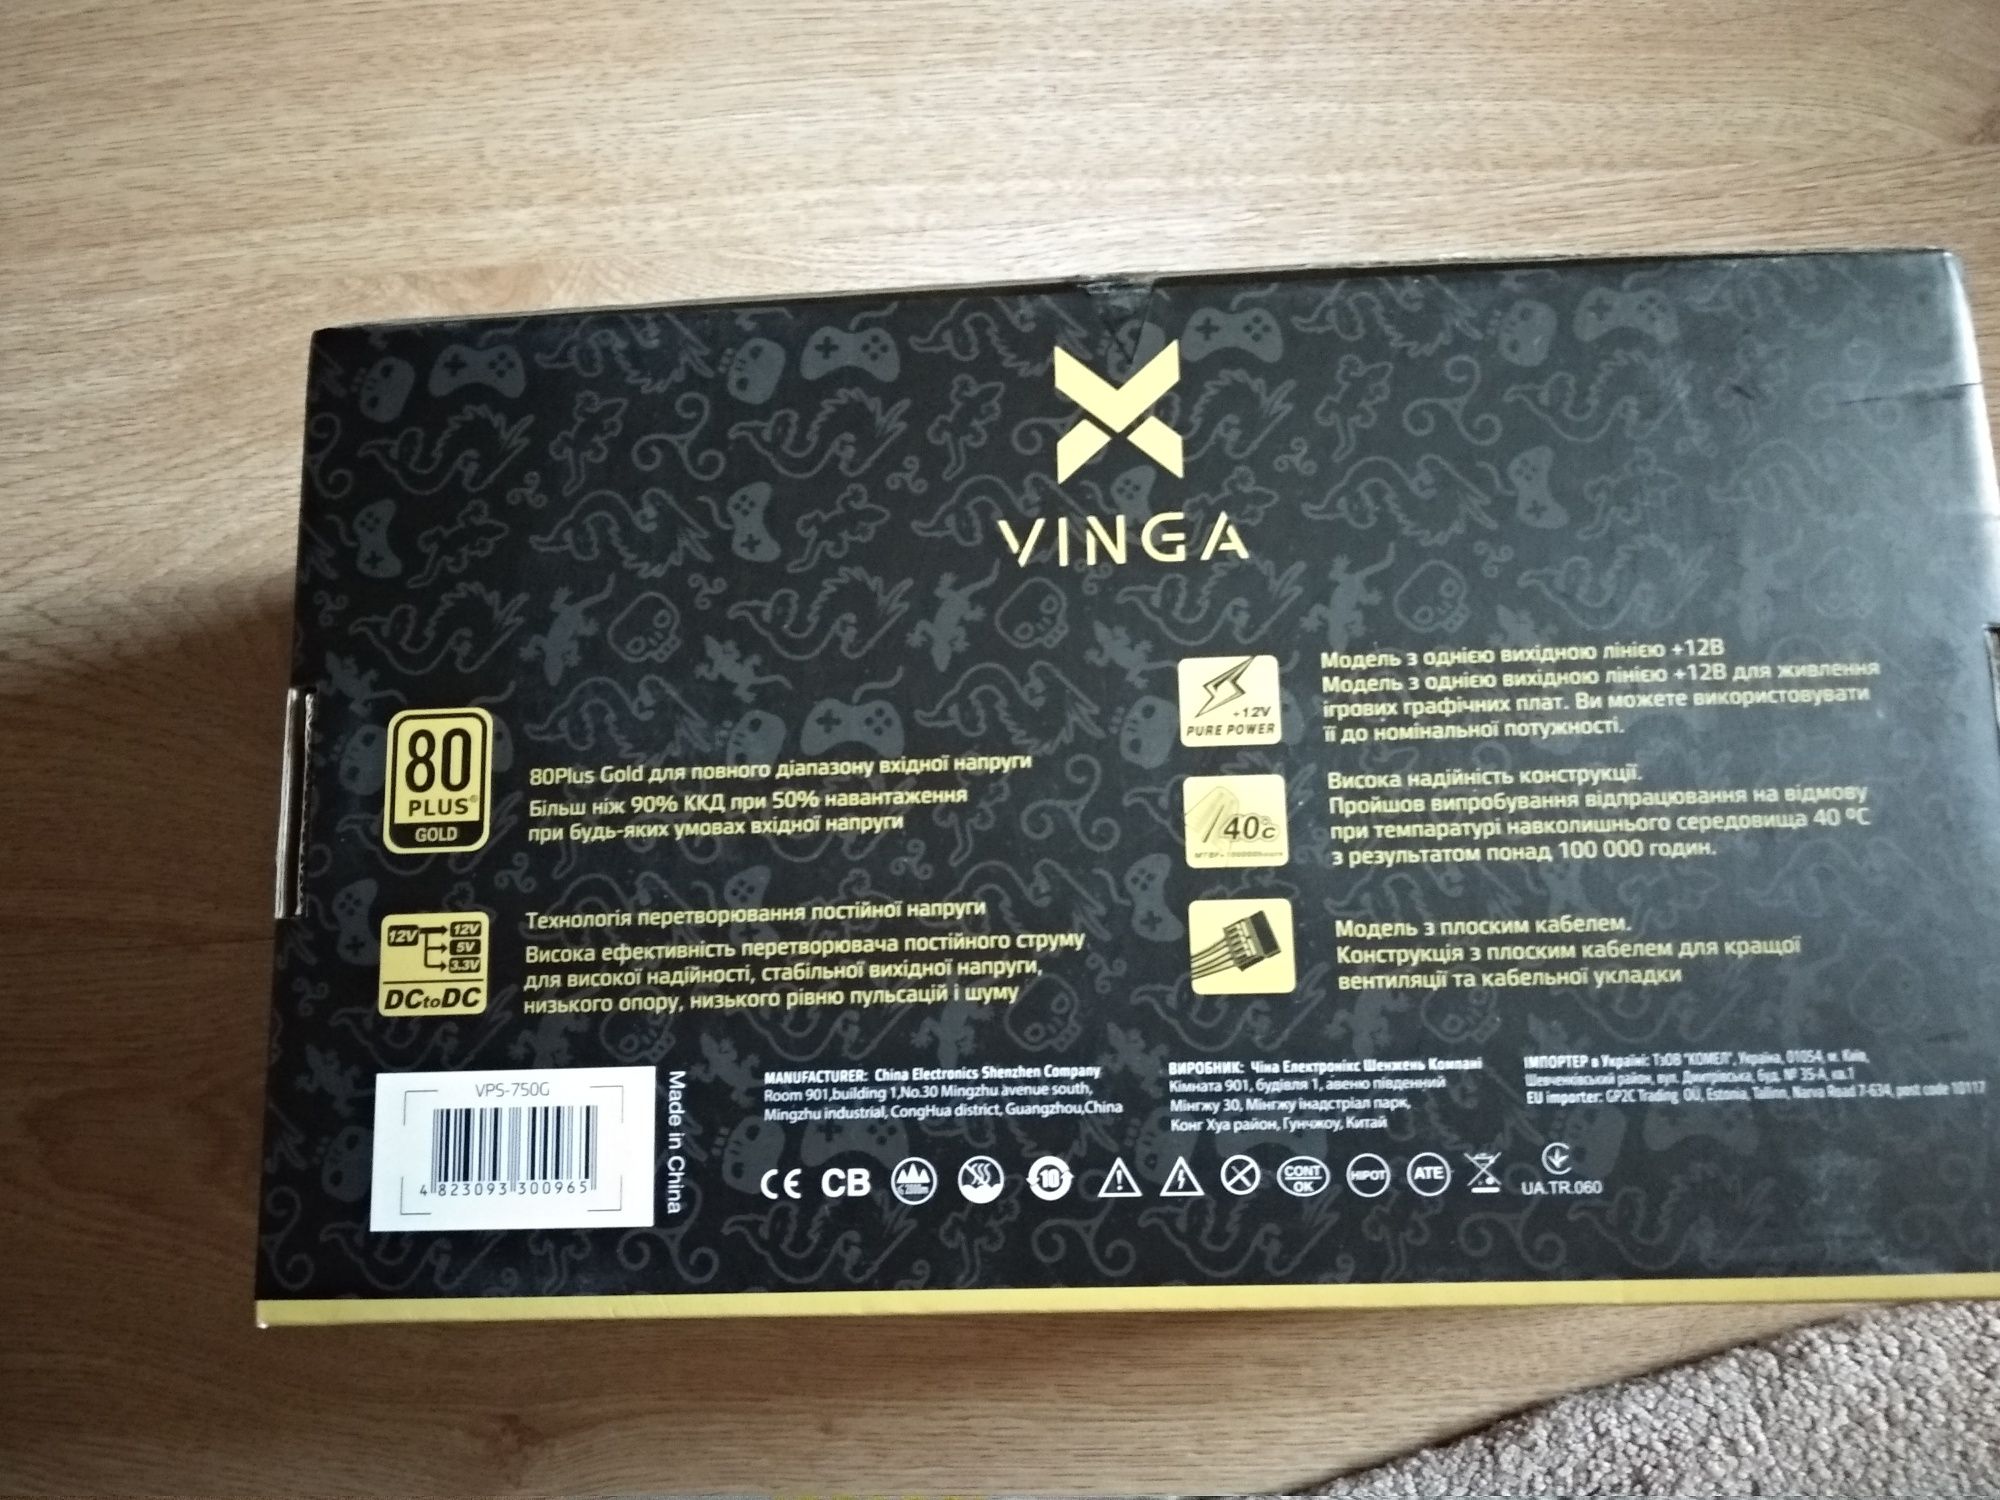 VINGA
80
PLUS®
GOLD
80Plus Gold для повного діапазону вхідної напруги
Більш ніж 90% ККД при 50% навантаження
при будь-яких умовах вхідної напруги
12V
12V
5V
3.3V
DCtoDC
Технологія перетворювання постійної напруги
Висока ефективність перетворювача постійного струму
для високої надійності, стабільної вихідної напруги,
низького опору, низького рівню пульсацій і шуму
+12V
PURE POWER
Модель з однією вихідною лінією +12В
Модель з однією вихідною лінією +12В для живлення
ігрових графічних плат. Ви можете використовувати
її до номінальної потужності.
40°c
Висока надійність конструкції.
Пройшов випробування відпрацювання на відмову
при темпаратурі навколишнього середовища 40 ºC
з результатом понад 100 000 годин.
Модель з плоским кабелем.
Конструкція з плоским кабелем для кращої
вентиляції та кабельної укладки
VPS-750G
4 823093 300965
Made in China
MANUFACTURER: China Electronics Shenzhen Company
Room 901,building 1,No.30 Mingzhu avenue south,
Mingzhu industrial, CongHua district, Guangzhou,China
ВИРОБНИК: Чіна Електронікс Шенжень Компані
Кімната 901, будівля 1, авеню південний
Мінгжу 30, Мінгжу інадстріал парк,
Конг Хуа район, Гунчжоу, Китай
ІМПОРТЕР в Україні: ТзОВ "КОМЕЛ", Україна, 01054, м. Київ,
Шевченківський район, вул. Дмитрівська, буд. № 35-А, кв.1
EU importer: GP2C Trading OÜ, Estonia, Tallinn, Narva Road 7-634, post code 10117
CE CB
≤2000m
10
CONT
OK
HIPOT
ATE
UA.TR.060